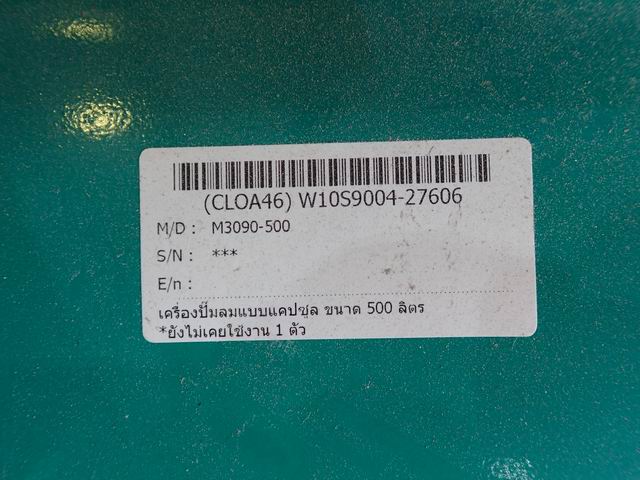 (CLOA46) W10S9004-27606
M/D : M3090-500
S/N : ***
E/n :
เครื่องปั๊มลมแบบแคปซูล ขนาด 500 ลิตร
*ยังไม่เคยใช้งาน 1 ตัว